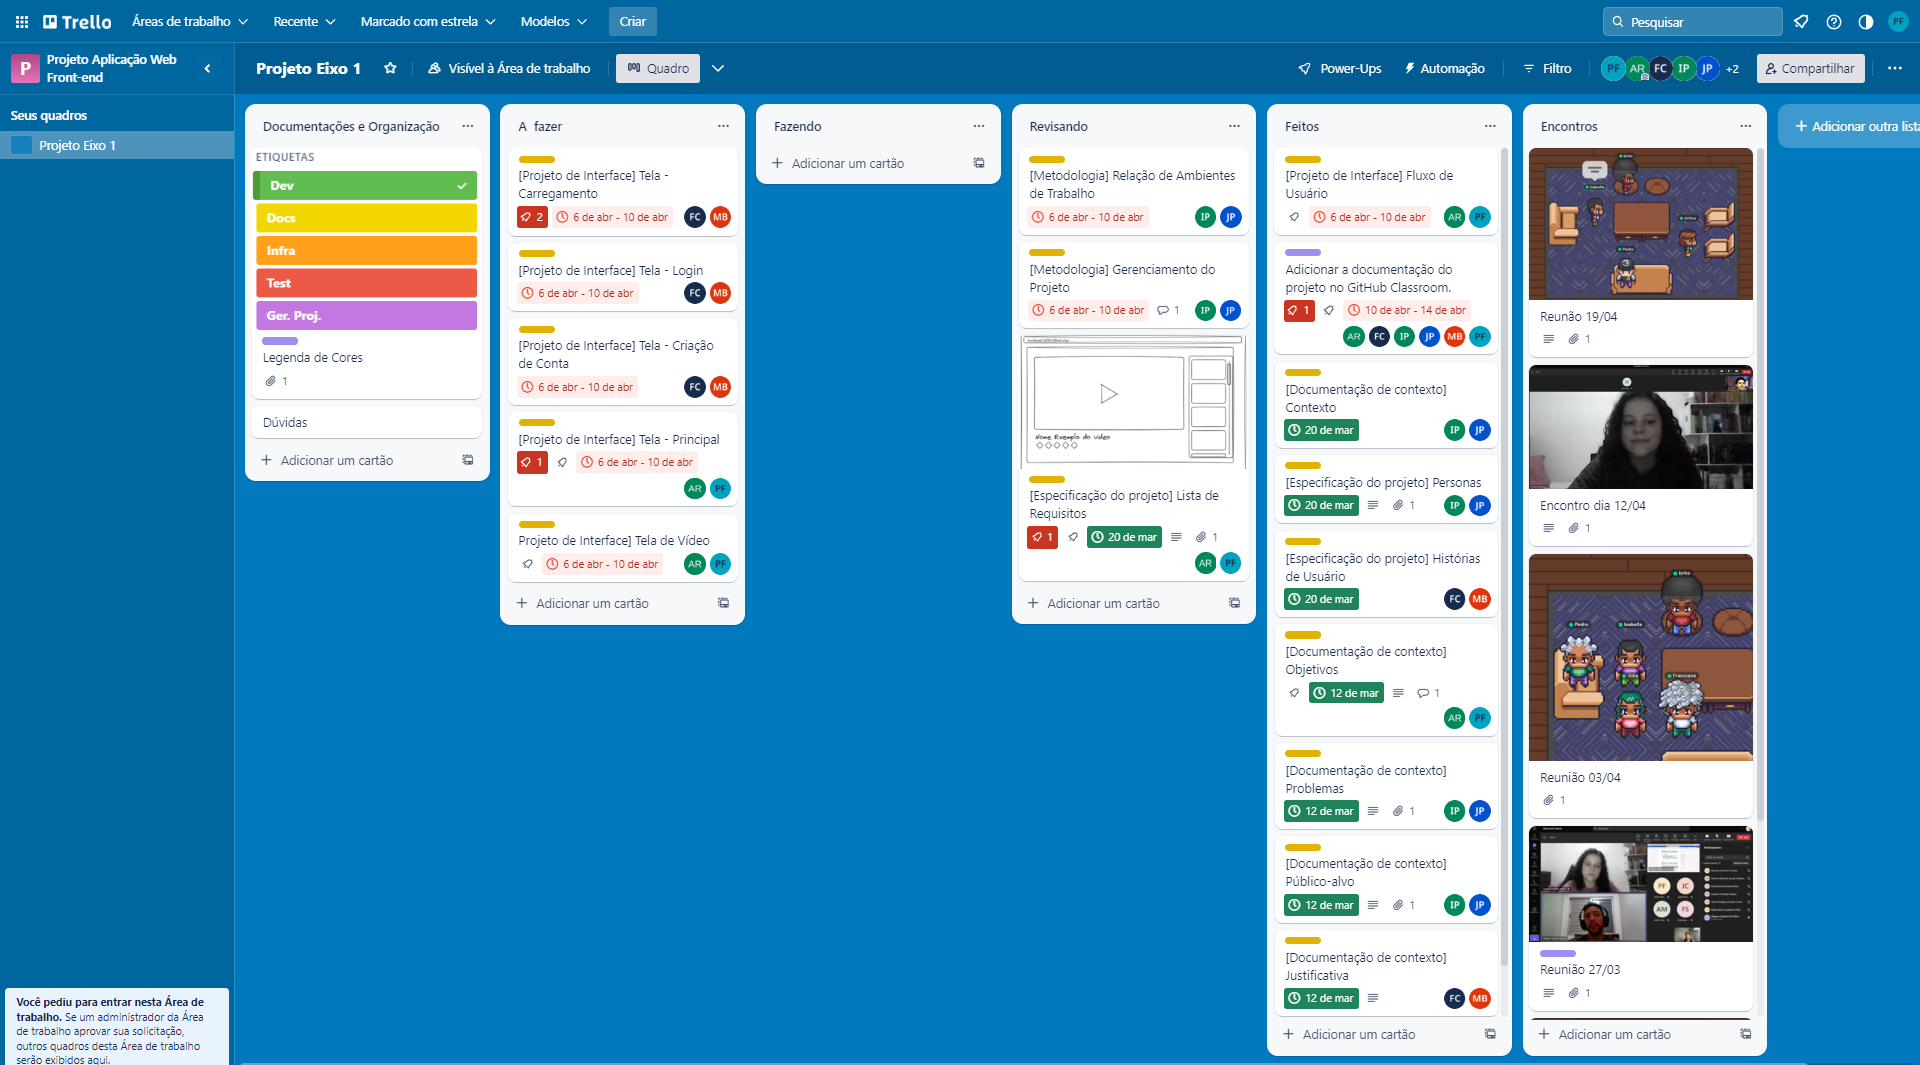 Trello
Áreas de trabalho
Recente
Marcado com estrela
Modelos
Criar
Pesquisar
PF
P
Projeto Aplicação Web
Front-end
Projeto Eixo 1
Visível à Área de trabalho
Quadro
Power-Ups
Automação
Filtro
PF
AR
FC
IP
JP
+2
Compartilhar
Seus quadros
Projeto Eixo 1
Você pediu para entrar nesta Área de
trabalho. Se um administrador da Área
de trabalho aprovar sua solicitação,
outros quadros desta Área de trabalho
serão exibidos aqui.
Documentações e Organização
ETIQUETAS
Dev
Docs
Infra
Test
Ger. Proj.
Legenda de Cores
1
Dúvidas
Adicionar um cartão
A fazer
[Projeto de Interface] Tela -
Carregamento
2
6 de abr - 10 de abr
FC
MB
[Projeto de Interface] Tela - Login
6 de abr - 10 de abr
FC
MB
[Projeto de Interface] Tela - Criação
de Conta
6 de abr - 10 de abr
FC
MB
[Projeto de Interface] Tela - Principal
1
6 de abr - 10 de abr
AR
PF
Projeto de Interface] Tela de Vídeo
6 de abr - 10 de abr
AR
PF
Adicionar um cartão
Fazendo
Adicionar um cartão
Revisando
[Metodologia] Relação de Ambientes
de Trabalho
6 de abr - 10 de abr
IP
JP
[Metodologia] Gerenciamento do
Projeto
6 de abr - 10 de abr
1
IP
JP
Nome Exemplo do vídeo
[Especificação do projeto] Lista de
Requisitos
1
20 de mar
1
AR
PF
Adicionar um cartão
Feitos
[Projeto de Interface] Fluxo de
Usuário
6 de abr - 10 de abr
AR
PF
Adicionar a documentação do
projeto no GitHub Classroom.
1
10 de abr - 14 de abr
AR
FC
IP
JP
MB
PF
[Documentação de contexto]
Contexto
20 de mar
IP
JP
[Especificação do projeto] Personas
20 de mar
1
IP
JP
[Especificação do projeto] Histórias
de Usuário
20 de mar
FC
MB
[Documentação de contexto]
Objetivos
12 de mar
1
AR
PF
[Documentação de contexto]
Problemas
12 de mar
1
IP
JP
[Documentação de contexto]
Público-alvo
12 de mar
1
IP
JP
[Documentação de contexto]
Justificativa
12 de mar
FC
MB
Adicionar um cartão
Encontros
brito
Isabella
Arthur
Pedro
Reunão 19/04
1
Encontro dia 12/04
1
brito
Pedro
Isabella
Júlia
Franciane
Reunião 03/04
1
PF
JC
AM
FS
Reunião 27/03
1
Adicionar um cartão
Adicionar outra lista